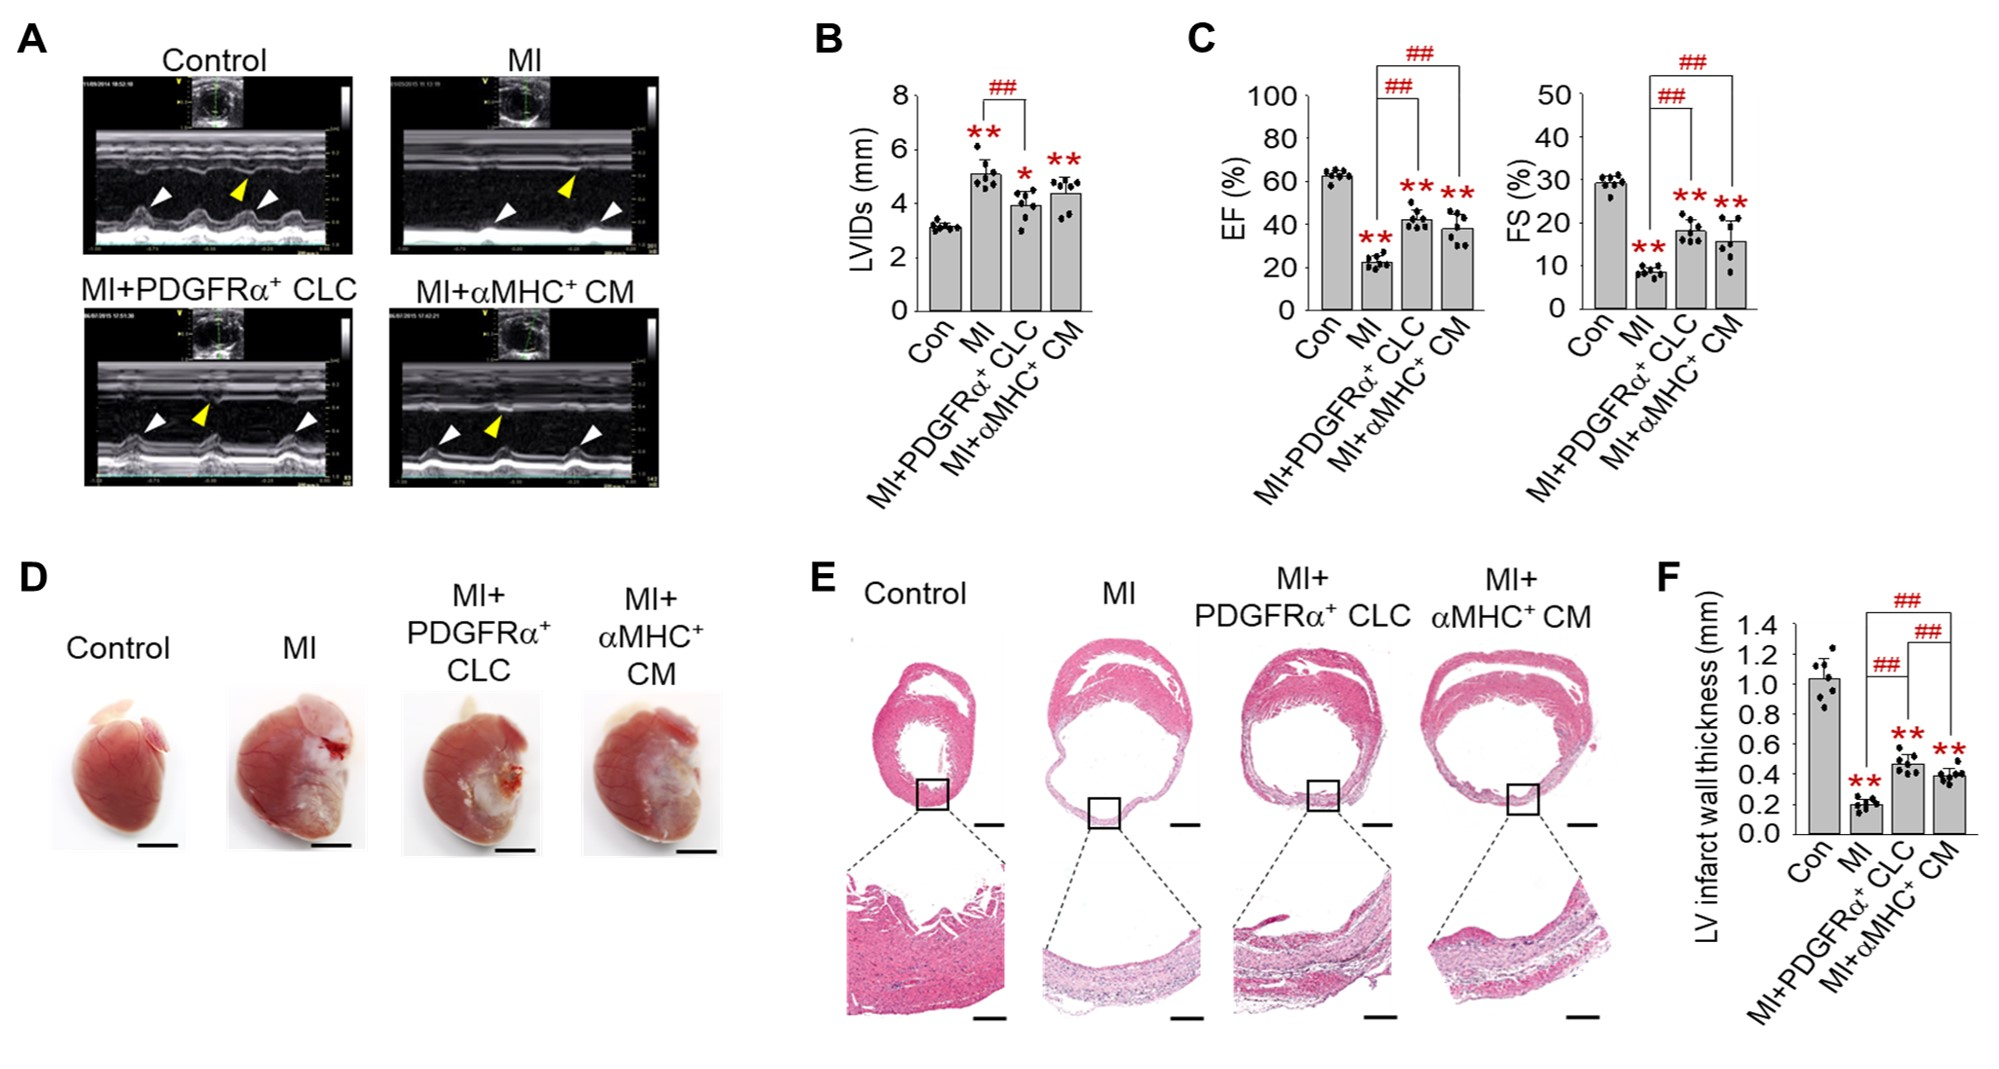 A
Control
MI
MI+PDGFRα⁺ CLC
MI+αMHC⁺ CM
B
LVIDs (mm)
8
6
4
2
0
##
**
*
**
Con
MI
MI+PDGFRα⁺ CLC
MI+αMHC⁺ CM
C
EF (%)
100
80
60
40
20
0
##
##
**
**
**
Con
MI
MI+PDGFRα⁺ CLC
MI+αMHC⁺ CM
FS (%)
50
40
30
20
10
0
##
##
**
**
**
Con
MI
MI+PDGFRα⁺ CLC
MI+αMHC⁺ CM
D
Control
MI
MI+
PDGFRα⁺
CLC
MI+
αMHC⁺
CM
E
Control
MI
MI+
PDGFRα⁺ CLC
MI+
αMHC⁺ CM
F
LV infarct wall thickness (mm)
1.4
1.2
1.0
0.8
0.6
0.4
0.2
0.0
##
##
##
**
**
**
Con
MI
MI+PDGFRα⁺ CLC
MI+αMHC⁺ CM